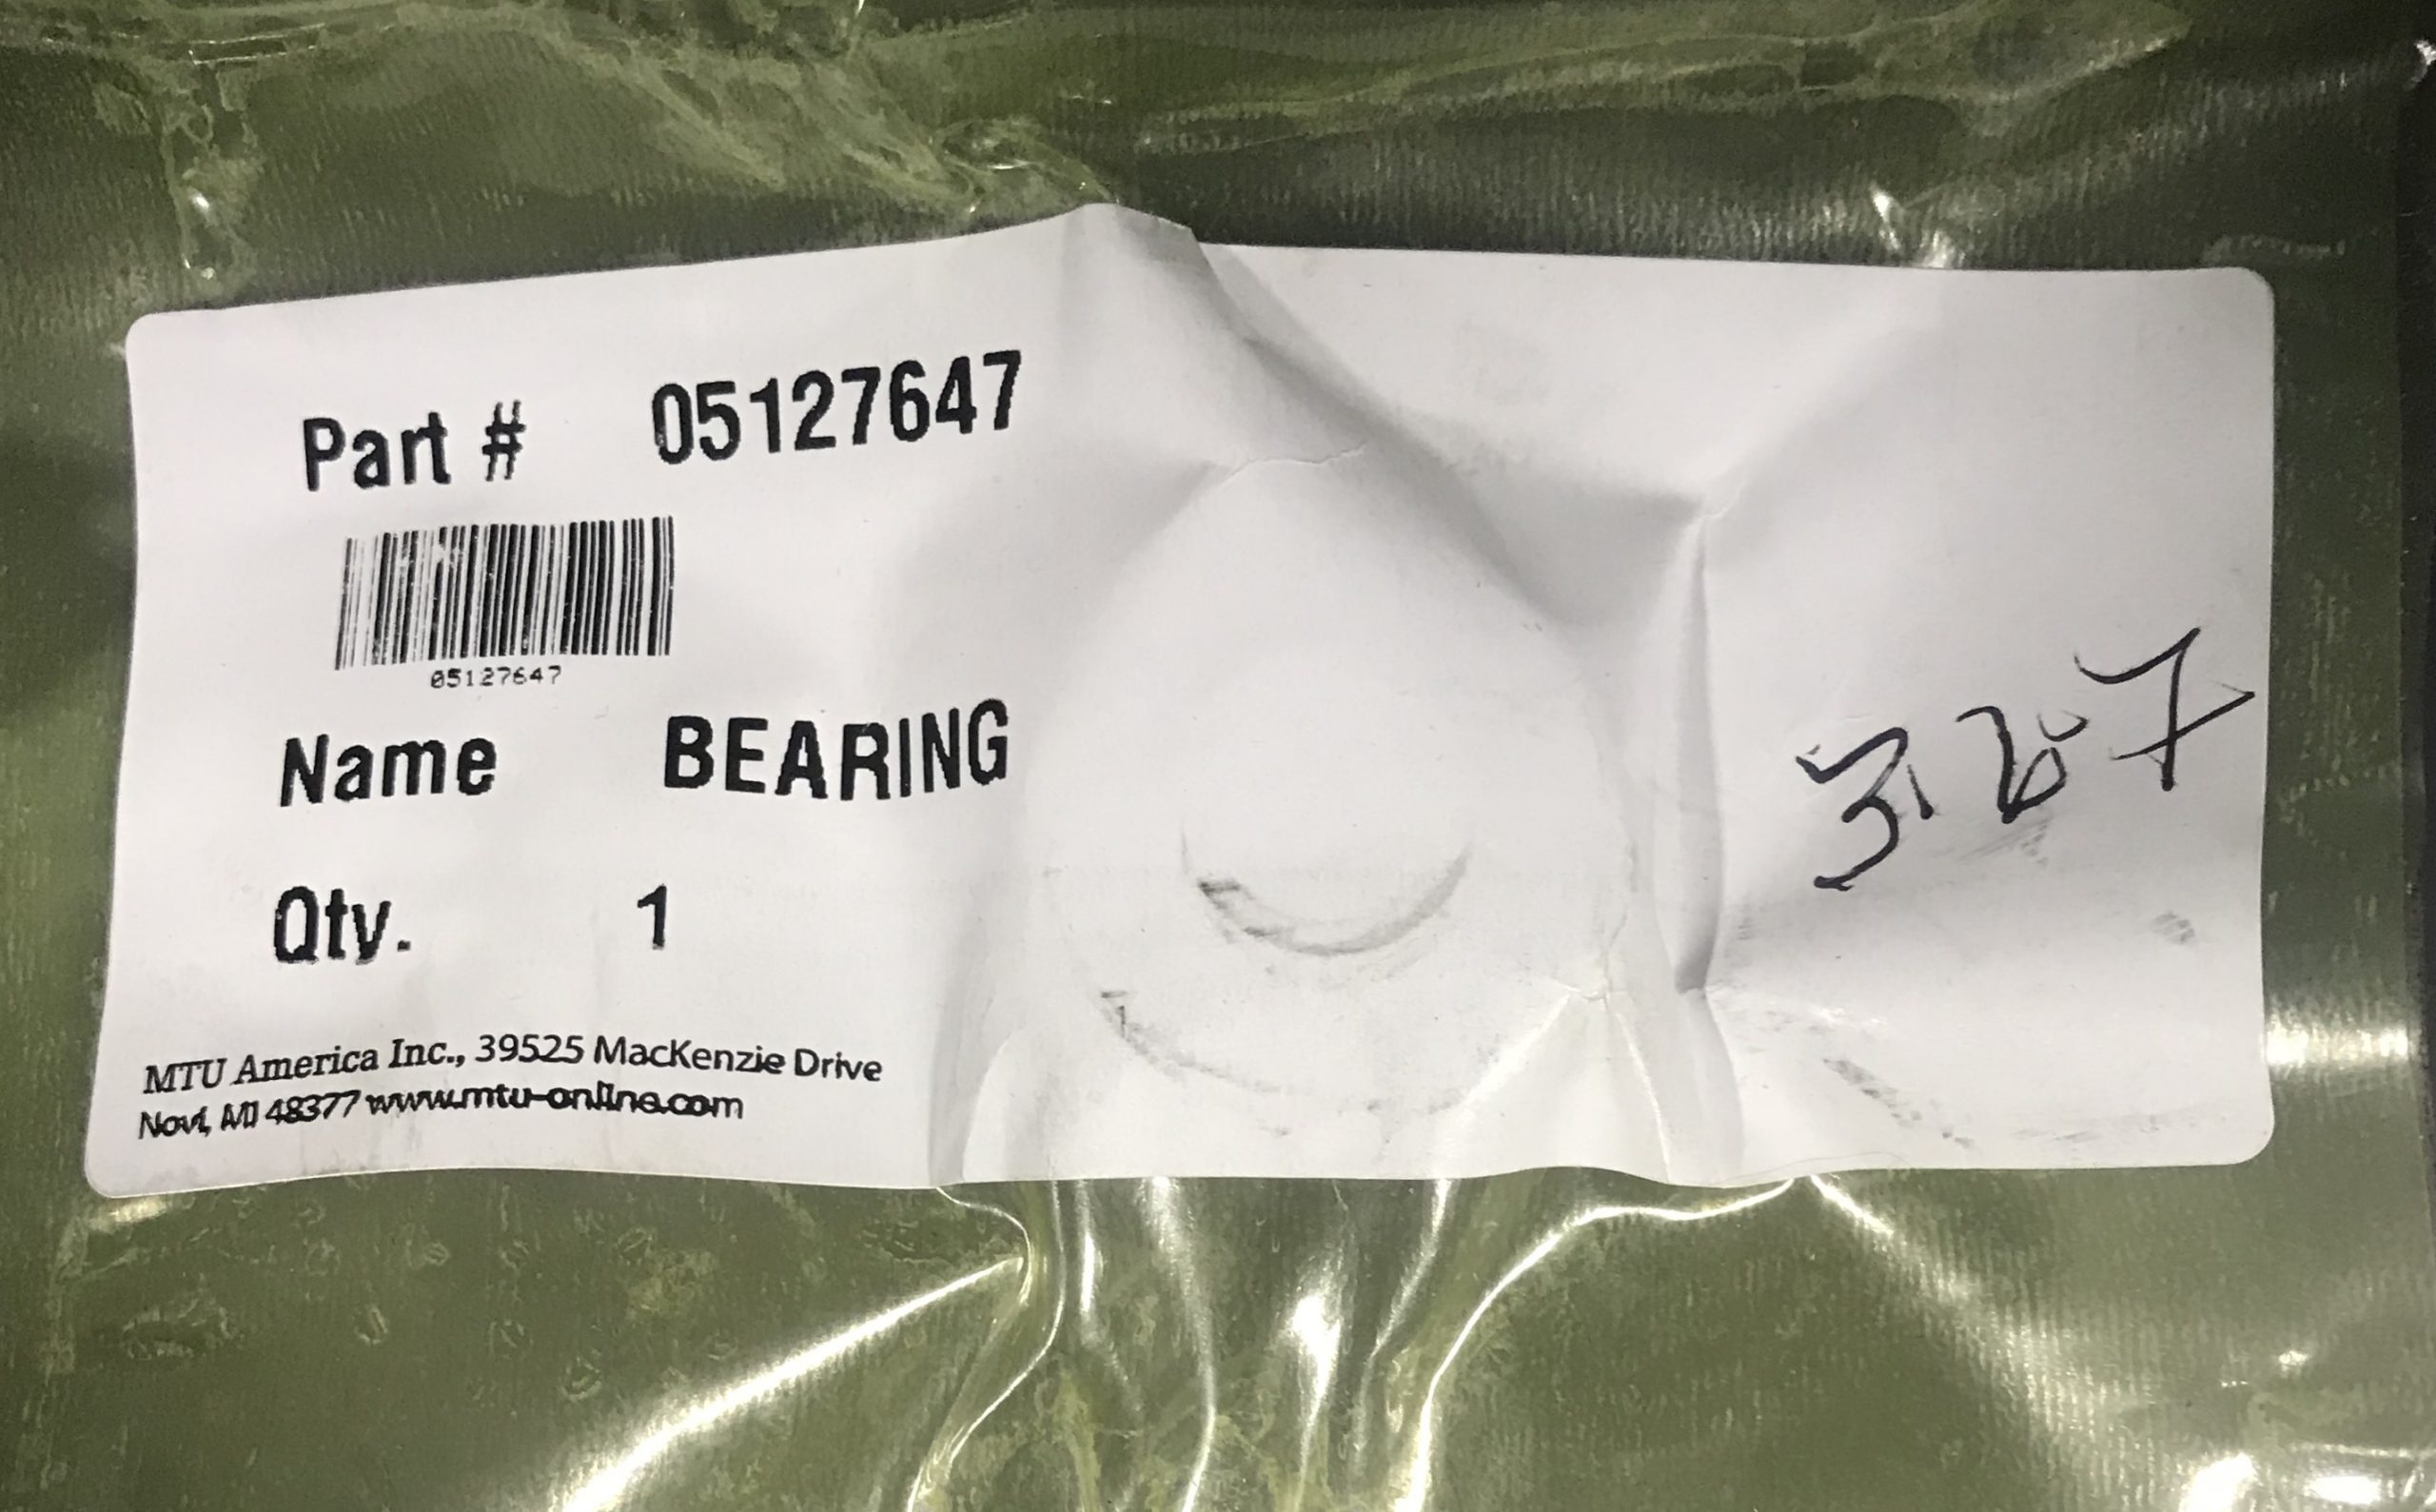 Part # 05127647
05127647
Name BEARING
Qty. 1
MTU America Inc., 39525 MacKenzie Drive
Novi, MI 48377 www.mtu-online.com